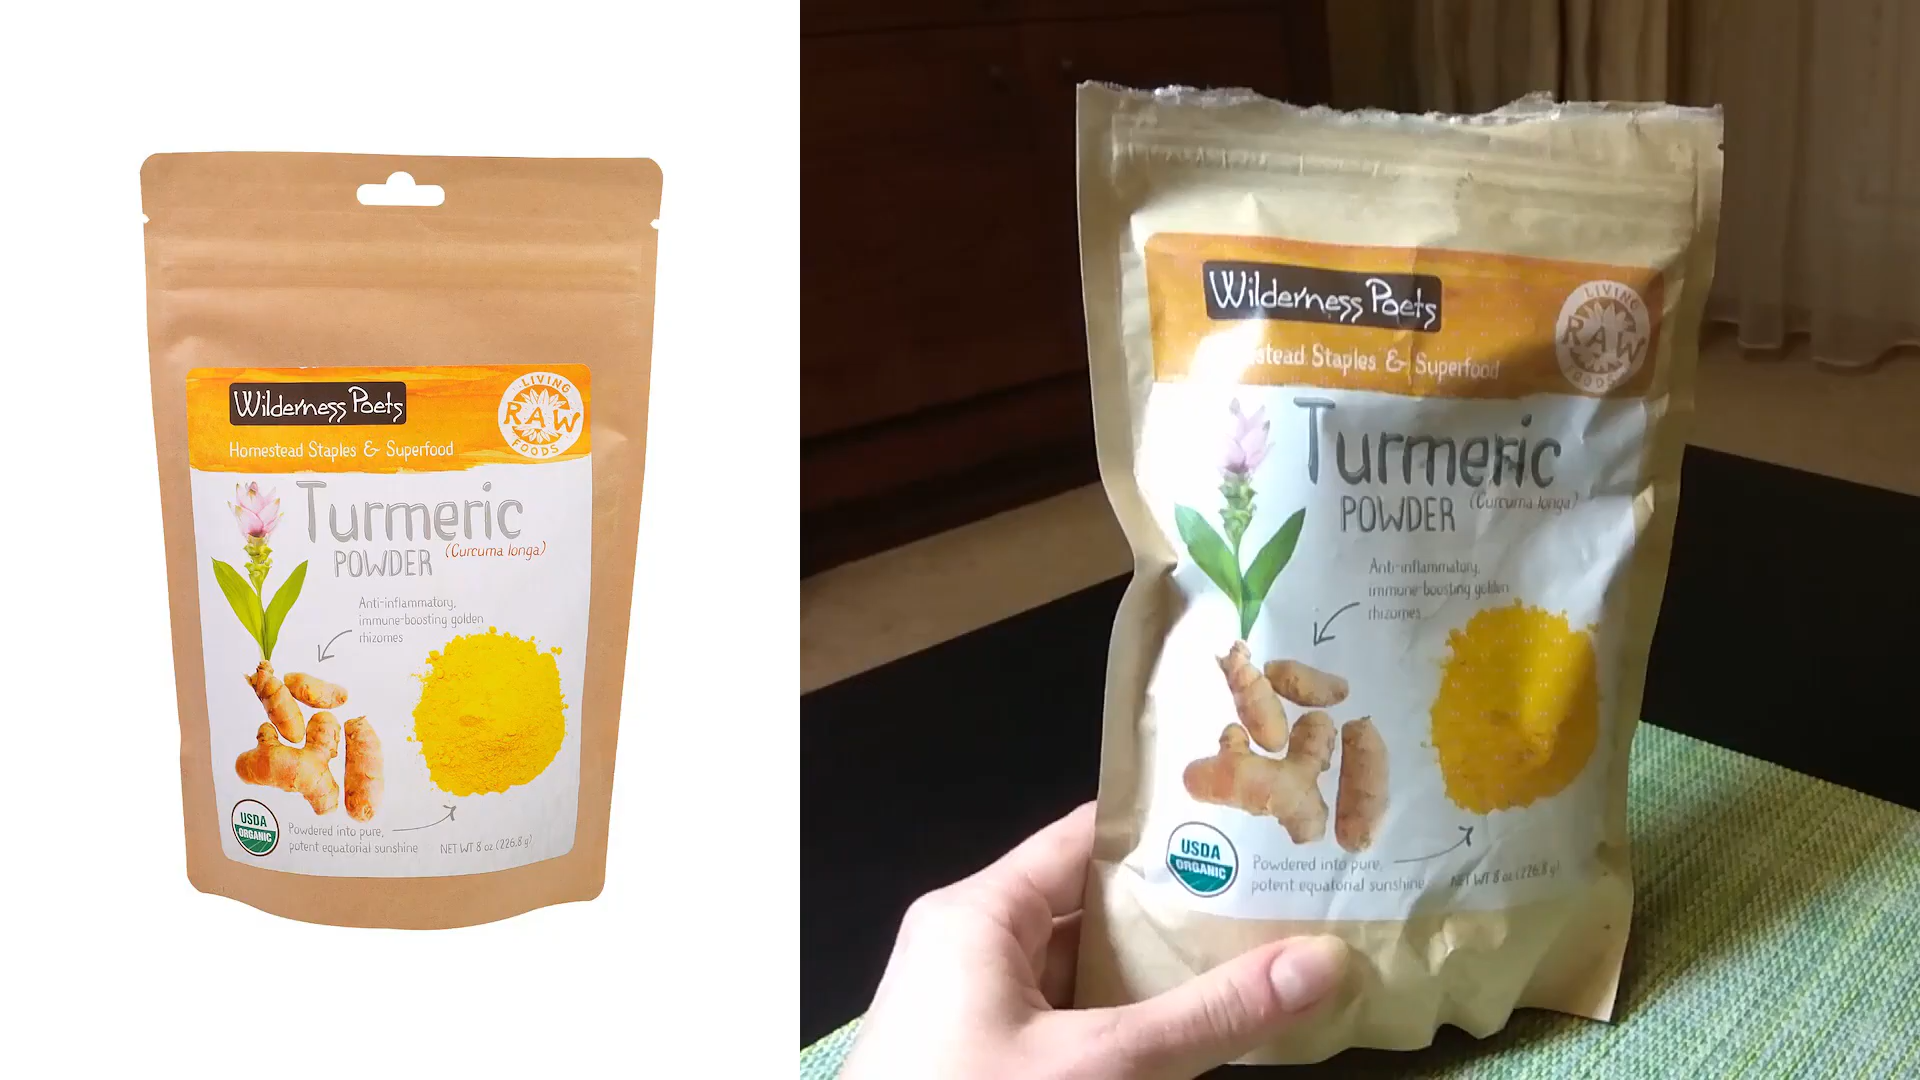 Wilderness Poets
LIVING
RAW
FOODS
Homestead Staples & Superfood
Turmeric
POWDER
(Curcuma longa)
Anti-inflammatory,
immune-boosting golden
rhizomes
USDA
ORGANIC
Powdered into pure,
potent equatorial sunshine
NET WT 8 oz (226.8 g)
Wilderness Poets
LIVING
RAW
FOODS
stead Staples & Superfood
Turmeric
POWDER
(Curcuma longa)
Anti-inflammatory,
immune-boosting golden
rhizomes
USDA
ORGANIC
Powdered into pure,
potent equatorial sunshine
NET WT 8 oz (226.8 g)